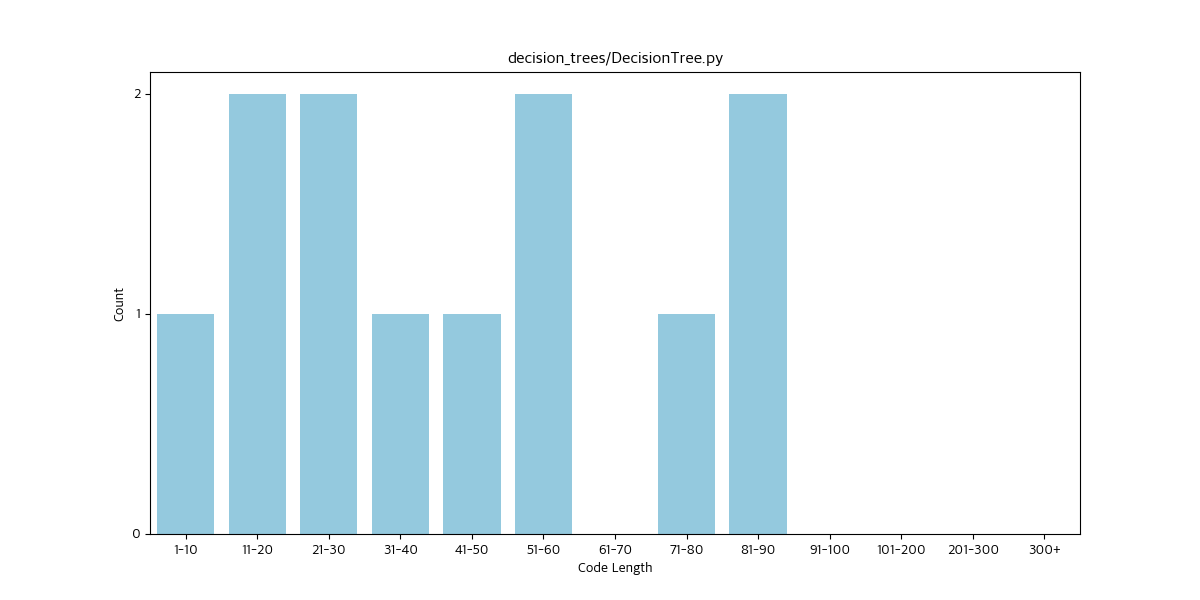 decision_trees/DecisionTree.py
2
1
0
Count
1-10 11-20 21-30 31-40 41-50 51-60 61-70 71-80 81-90 91-100 101-200 201-300 300+
Code Length